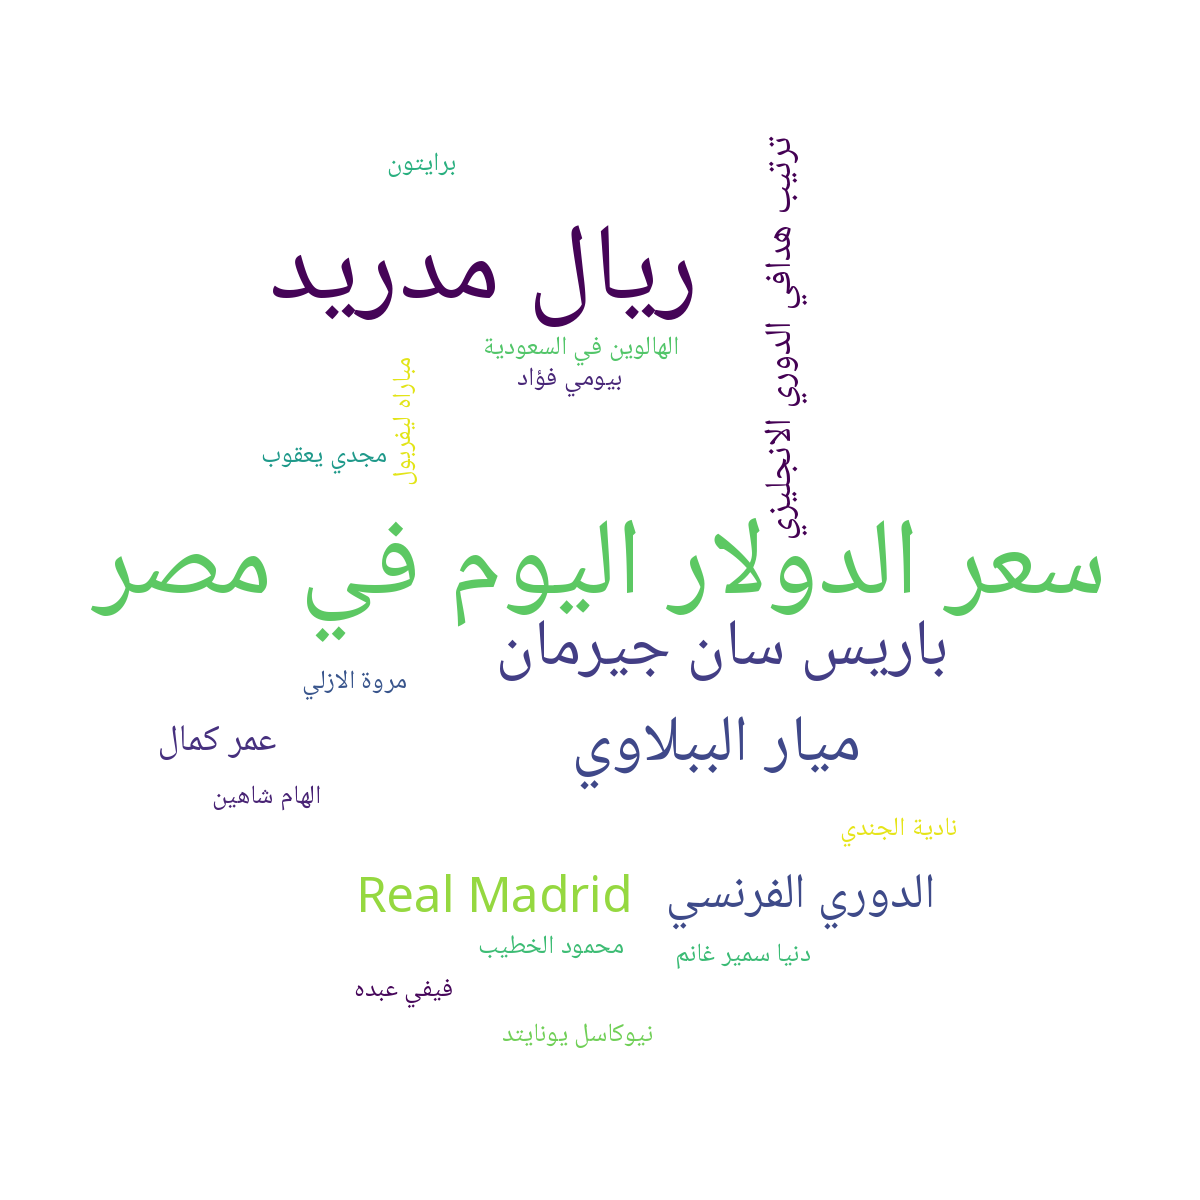 برايتون
ترتيب هدافي الدوري الانجليزي
ريال مدريد
الهالوين في السعودية
بيومي فؤاد
مباراه ليفربول
مجدي يعقوب
سعر الدولار اليوم في مصر
باريس سان جيرمان
مروة الازلي
ميار الببلاوي
عمر كمال
الهام شاهين
نادية الجندي
الدوري الفرنسي
Real Madrid
محمود الخطيب
دنيا سمير غانم
فيفي عبده
نيوكاسل يونايتد